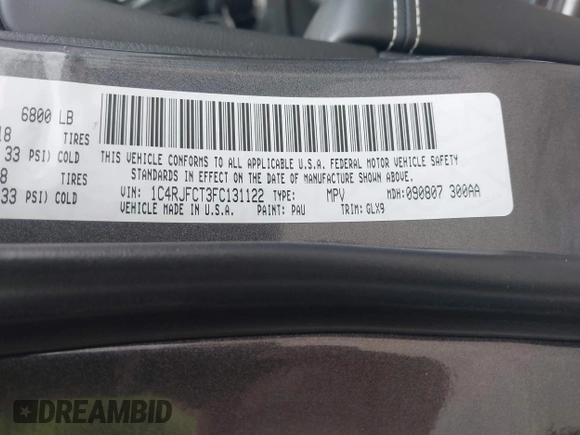 6800 LB
18 TIRES
33 PSI) COLD
8 TIRES
33 PSI) COLD
THIS VEHICLE CONFORMS TO ALL APPLICABLE U.S.A. FEDERAL MOTOR VEHICLE SAFETY
STANDARDS IN EFFECT ON THE DATE OF MANUFACTURE SHOWN ABOVE.
VIN: 1C4RJFCT3FC131122 TYPE: MPV MDH: 090807 300AA
VEHICLE MADE IN U.S.A. PAINT: PAU TRIM: GLX9
DREAMBID